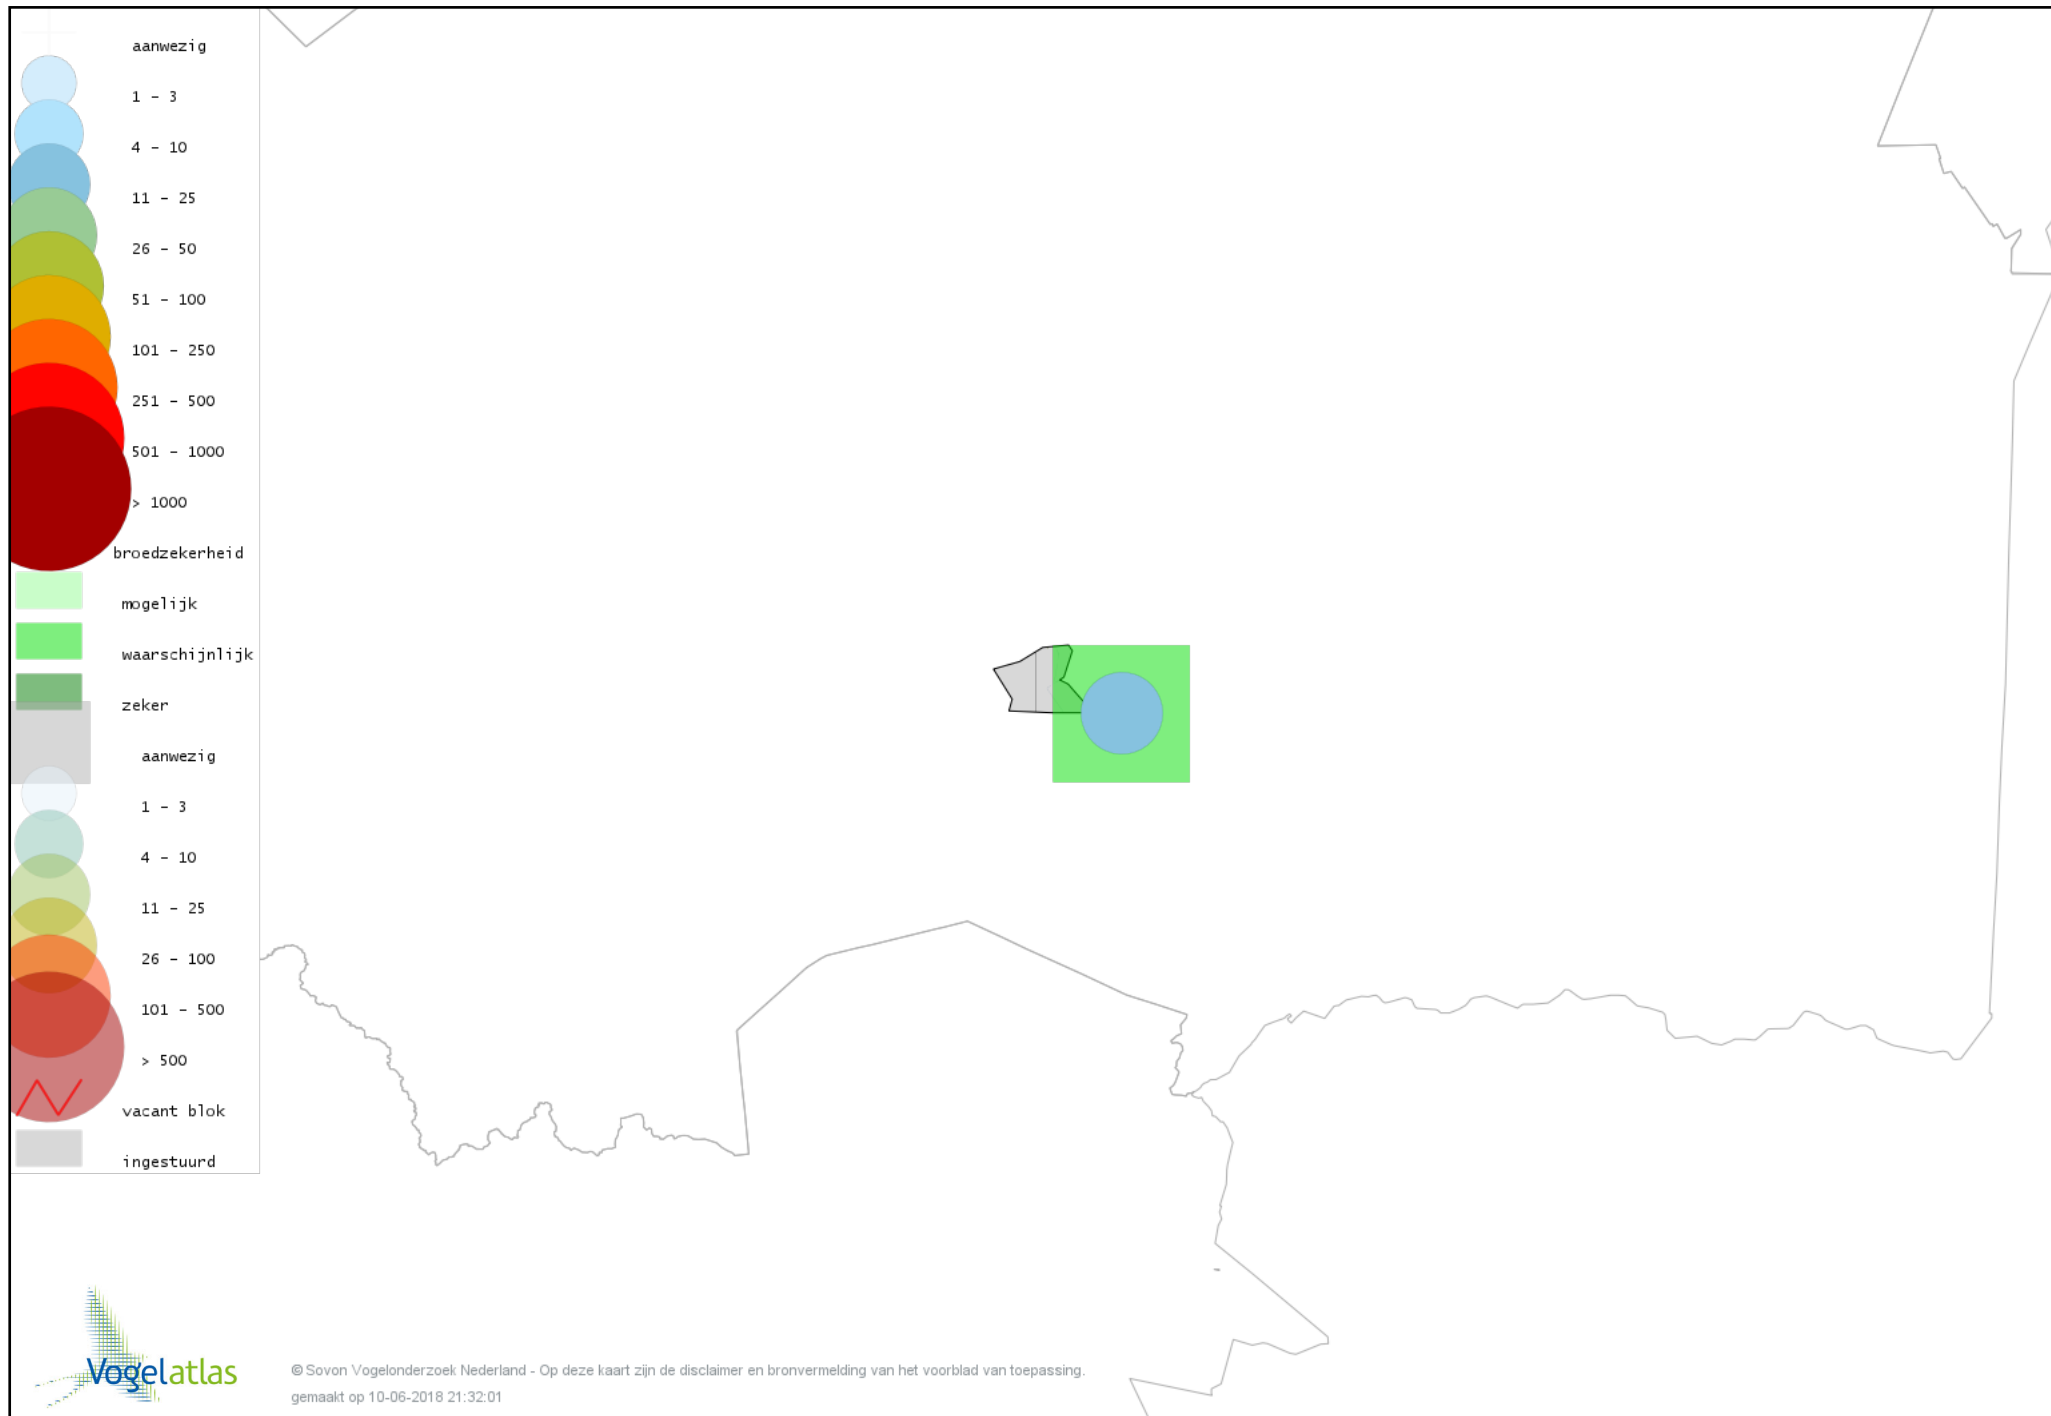 aanwezig
1 - 3
4 - 10
11 - 25
26 - 50
51 - 100
101 - 250
251 - 500
501 - 1000
> 1000
broedzekerheid
mogelijk
waarschijnlijk
zeker
aanwezig
1 - 3
4 - 10
11 - 25
26 - 100
101 - 500
> 500
vacant blok
ingestuurd
Vogelatlas
© Sovon Vogelonderzoek Nederland - Op deze kaart zijn de disclaimer en bronvermelding van het voorblad van toepassing.
gemaakt op 10-06-2018 21:32:01